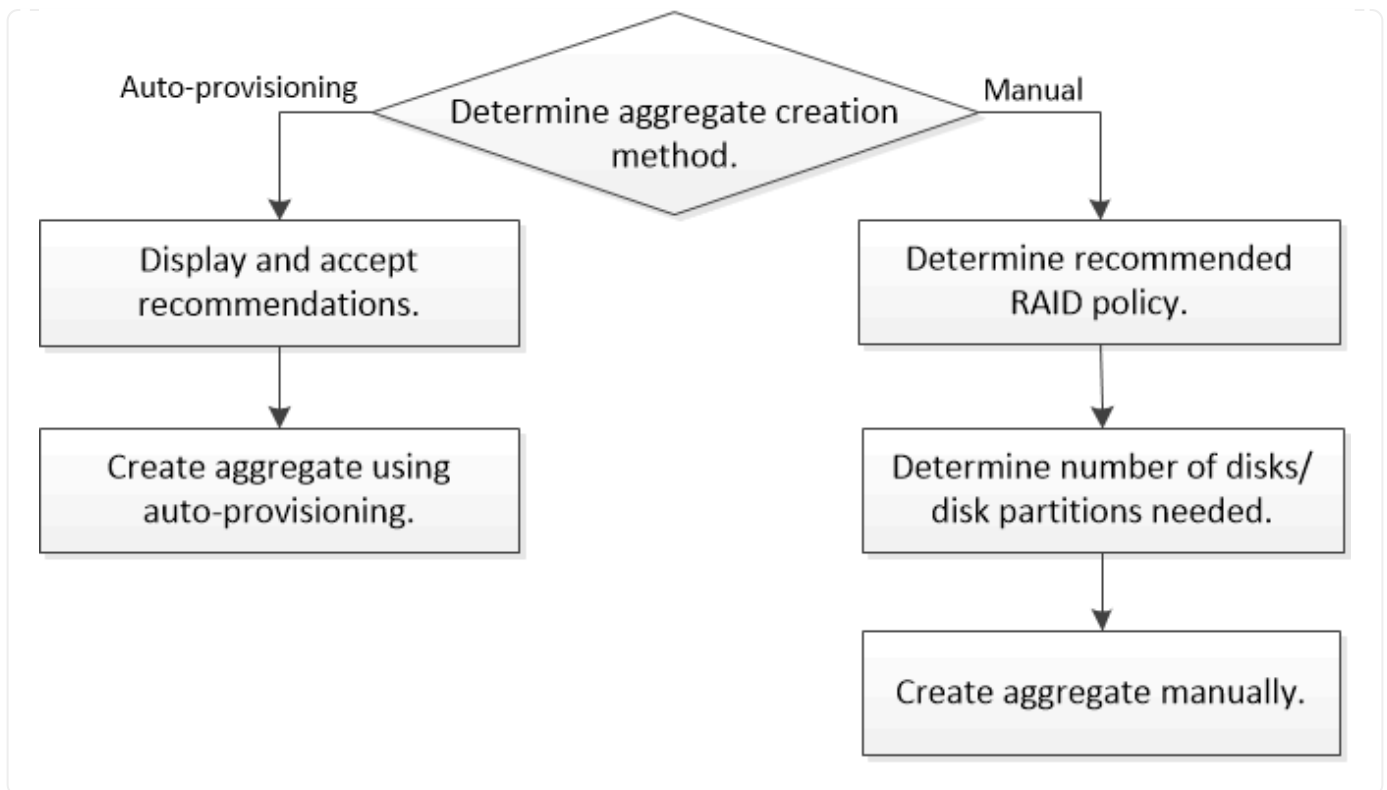 Auto-provisioning
Determine aggregate creation
method.
Manual
Display and accept
recommendations.
Create aggregate using
auto-provisioning.
Determine recommended
RAID policy.
Determine number of disks/
disk partitions needed.
Create aggregate manually.